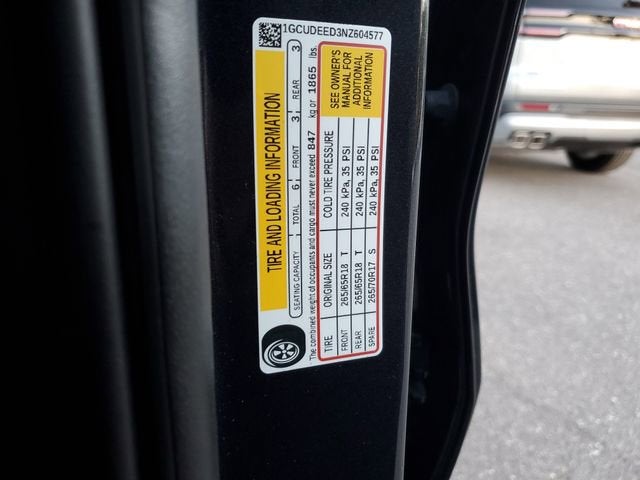 1GCUDEED3NZ604577
TIRE AND LOADING INFORMATION
SEATING CAPACITY TOTAL 6 FRONT 3 REAR 3
The combined weight of occupants and cargo must never exceed 847 kg or 1865 lbs.
TIRE ORIGINAL SIZE COLD TIRE PRESSURE
FRONT 265/65R18 T 240 kPa, 35 PSI
REAR 265/65R18 T 240 kPa, 35 PSI
SPARE 265/70R17 S 240 kPa, 35 PSI
SEE OWNER'S
MANUAL FOR
ADDITIONAL
INFORMATION